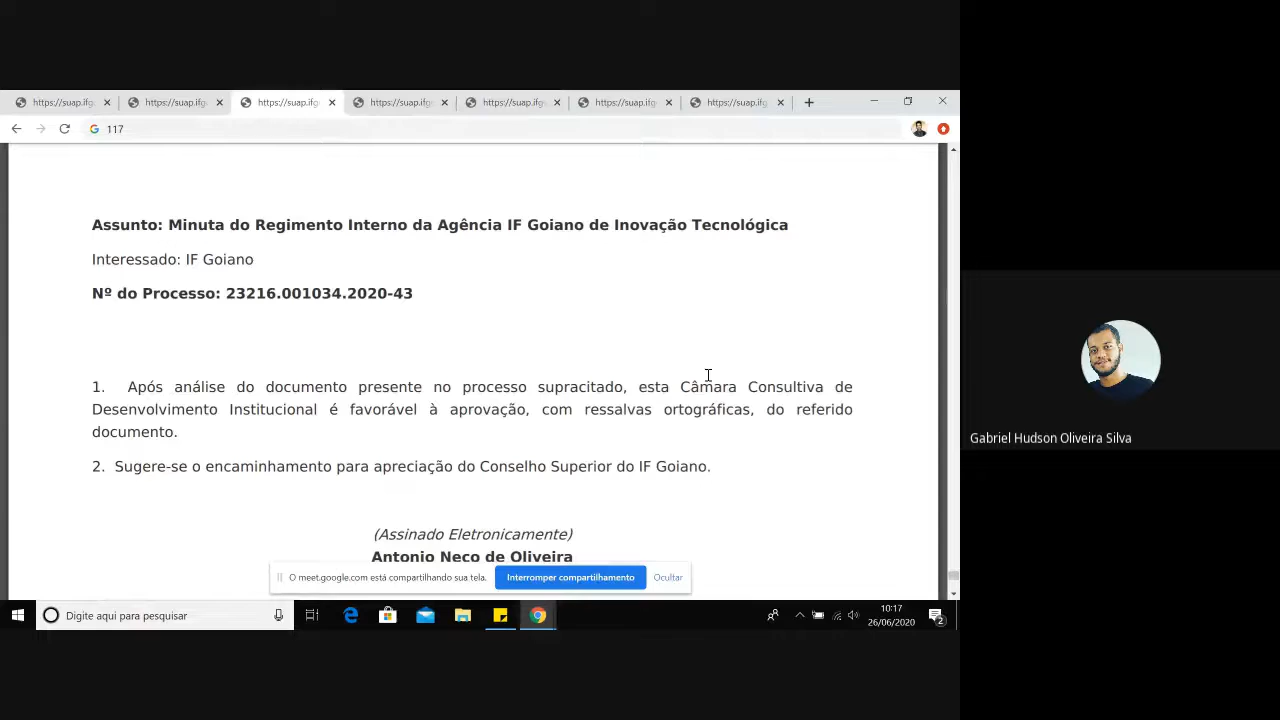 https://suap.ifg
https://suap.ifg
https://suap.ifg
https://suap.ifg
https://suap.ifg
https://suap.ifg
https://suap.ifg
117
Assunto: Minuta do Regimento Interno da Agência IF Goiano de Inovação Tecnológica
Interessado: IF Goiano
Nº do Processo: 23216.001034.2020-43
1. Após análise do documento presente no processo supracitado, esta Câmara Consultiva de
Desenvolvimento Institucional é favorável à aprovação, com ressalvas ortográficas, do referido
documento.
2. Sugere-se o encaminhamento para apreciação do Conselho Superior do IF Goiano.
(Assinado Eletronicamente)
Antonio Neco de Oliveira
O meet.google.com está compartilhando sua tela.
Interromper compartilhamento
Ocultar
Gabriel Hudson Oliveira Silva
Digite aqui para pesquisar
10:17
26/06/2020
2